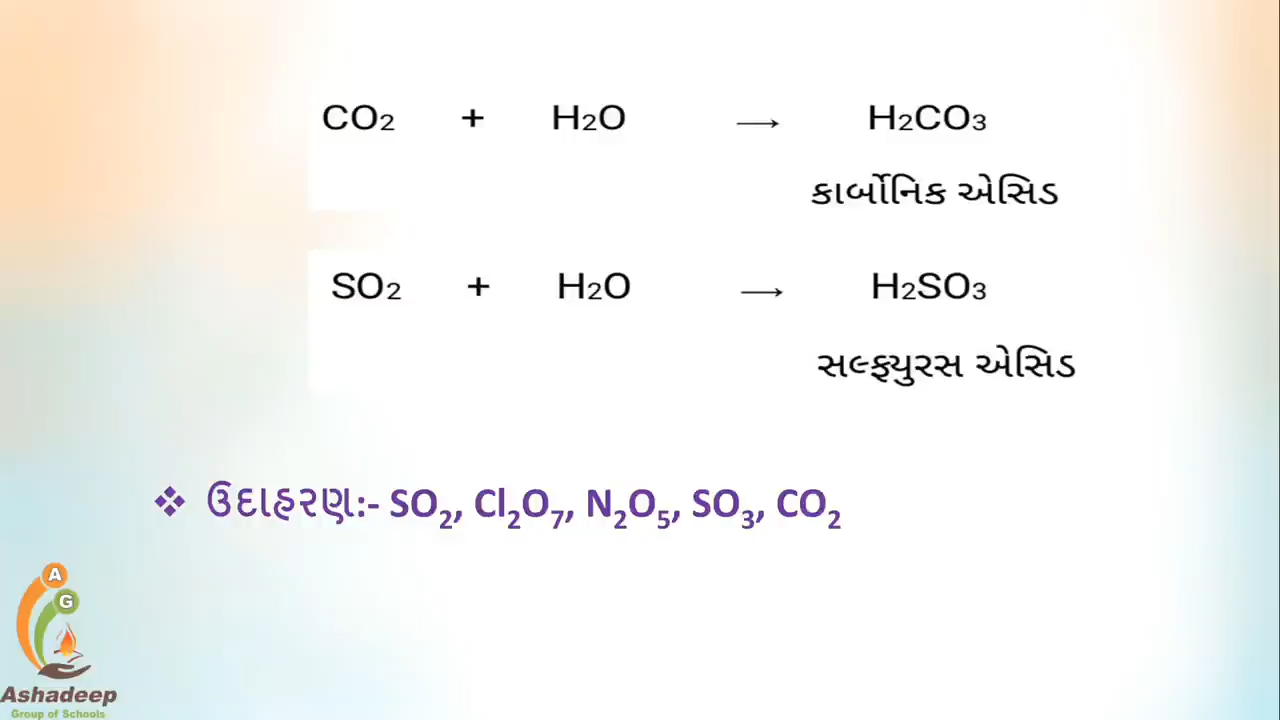 CO₂ + H₂O → H₂CO₃
કાર્બોનિક એસિડ
SO₂ + H₂O → H₂SO₃
સલ્ફ્યુરસ એસિડ
❖ ઉદાહરણ:- SO₂, Cl₂O₇, N₂O₅, SO₃, CO₂
A
G
Ashadeep
Group of Schools